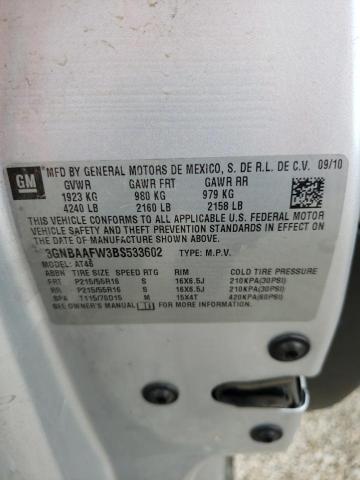 GM
MFD BY GENERAL MOTORS DE MEXICO, S. DE R.L. DE C.V. 09/10
GVWR GAWR FRT GAWR RR
1923 KG 980 KG 979 KG
4240 LB 2160 LB 2158 LB
THIS VEHICLE CONFORMS TO ALL APPLICABLE U.S. FEDERAL MOTOR
VEHICLE SAFETY AND THEFT PREVENTION STANDARDS IN EFFECT ON THE
DATE OF MANUFACTURE SHOWN ABOVE.
3GNBAAFW3BS533602 TYPE: M.P.V.
MODEL: AT46
ABBN TIRE SIZE SPEED RTG RIM COLD TIRE PRESSURE
FRT P215/55R16 S 16X6.5J 210KPA(30PSI)
RR P215/55R16 S 16X6.5J 210KPA(30PSI)
SPA T115/70D15 M 15X4T 420KPA(60PSI)
SEE OWNER'S MANUAL FOR MORE INFORMATION.